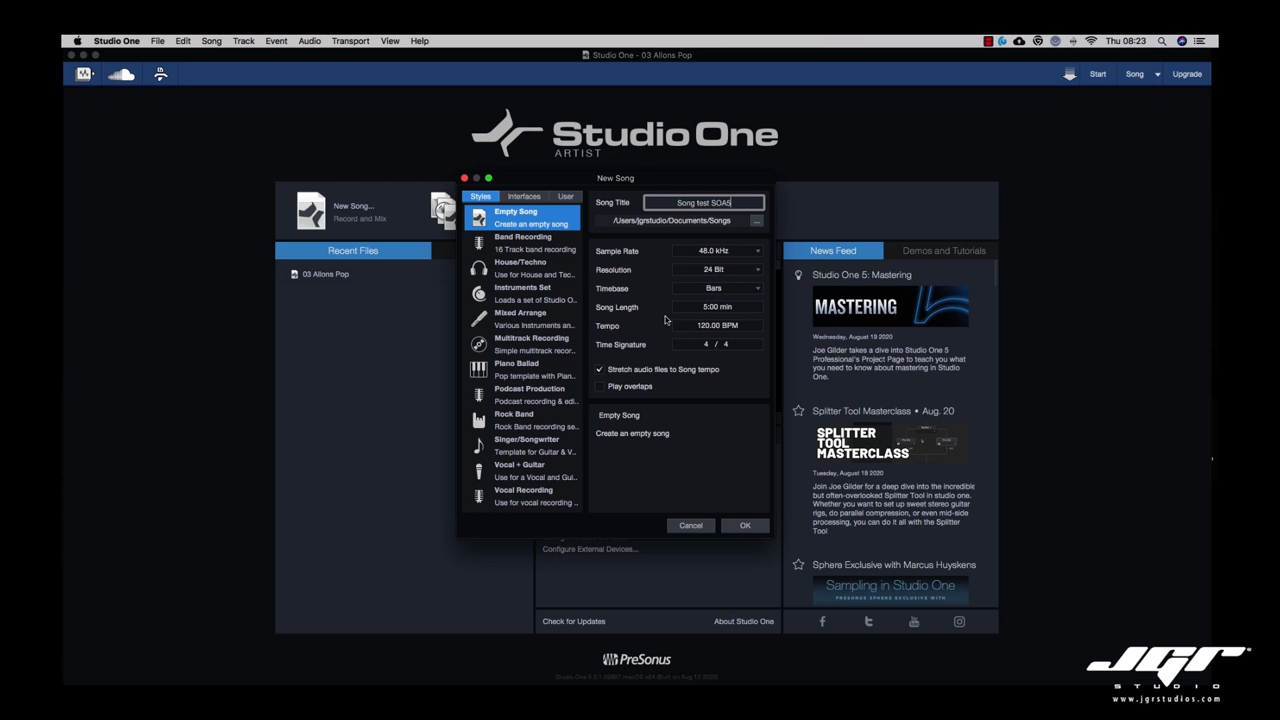 Studio One File Edit Song Track Event Audio Transport View Help Thu 08:23
Studio One - 03 Allons Pop
Start Song Upgrade
Studio One
ARTIST
New Song
Styles Interfaces User
Empty Song
Create an empty song
Band Recording
16 Track band recording
House/Techno
Use for House and Tec..
Instruments Set
Loads a set of Studio O..
Mixed Arrange
Various Instruments an..
Multitrack Recording
Simple multitrack recor..
Piano Ballad
Pop template with Pian..
Podcast Production
Podcast recording & edi..
Rock Band
Rock Band recording se..
Singer/Songwriter
Template for Guitar & V..
Vocal + Guitar
Use for a Vocal and Gui..
Vocal Recording
Use for vocal recording ..
Song Title Song test SOA5
/Users/jgrstudio/Documents/Songs ...
Sample Rate 48.0 kHz
Resolution 24 Bit
Timebase Bars
Song Length 5:00 min
Tempo 120.00 BPM
Time Signature 4 / 4
Stretch audio files to Song tempo
Play overlaps
Empty Song
Create an empty song
Cancel OK
New Song...
Record and Mix
Recent Files
03 Allons Pop
Configure External Devices...
Check for Updates About Studio One
News Feed Demos and Tutorials
Studio One 5: Mastering
MASTERING
Wednesday, August 19 2020
Joe Gilder takes a dive into Studio One 5
Professional's Project Page to teach you what
you need to know about mastering in Studio
One.
Splitter Tool Masterclass • Aug. 20
SPLITTER
TOOL
MASTERCLASS
Tuesday, August 18 2020
Join Joe Gilder for a deep dive into the incredible
but often-overlooked Splitter Tool in studio one.
Whether you want to set up sweet stereo guitar
rigs, do parallel compression, or even mid-side
processing, you can do it all with the Splitter
Tool
Sphere Exclusive with Marcus Huyskens
Sampling in Studio One
PRESONUS SPHERE EXCLUSIVE WITH
PreSonus
JGR
STUDIO
www.jgrstudios.com